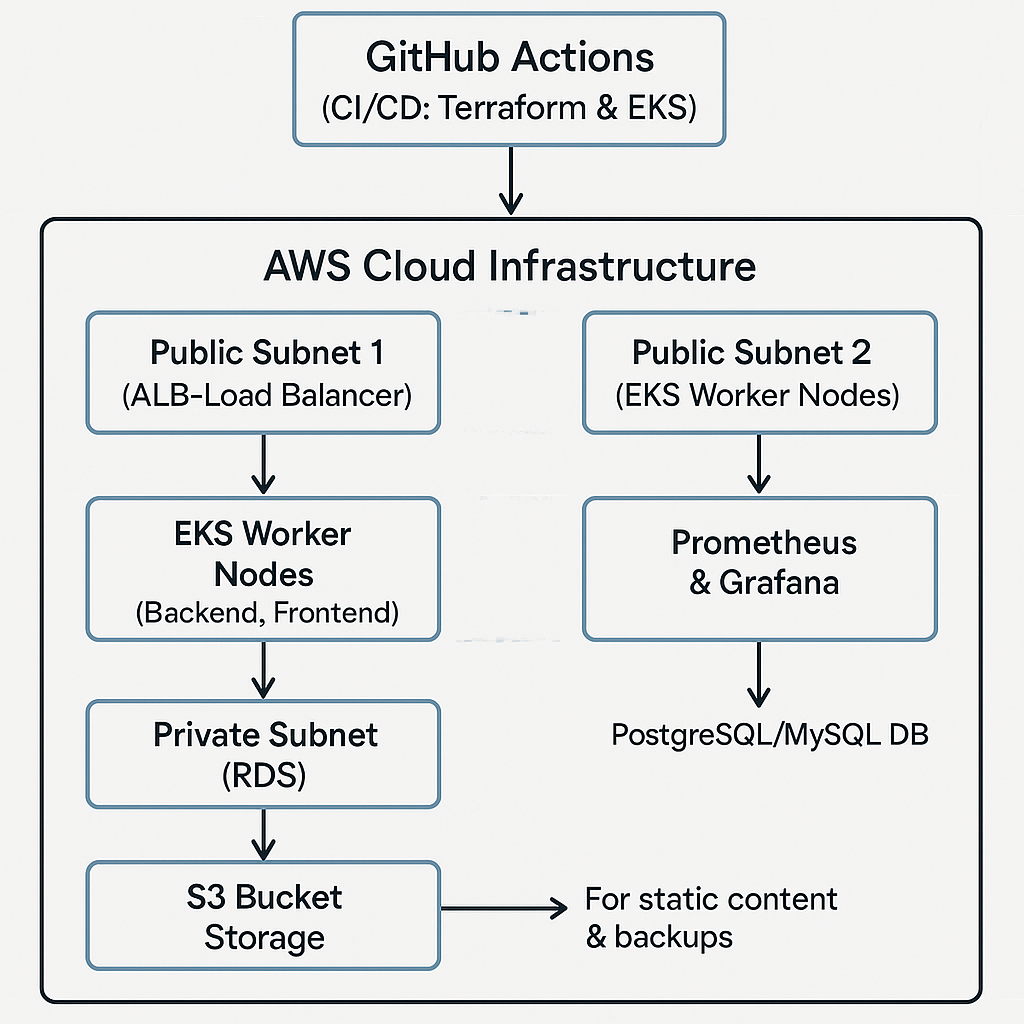 GitHub Actions
(CI/CD: Terraform & EKS)
AWS Cloud Infrastructure
Public Subnet 1
(ALB-Load Balancer)
EKS Worker
Nodes
(Backend, Frontend)
Private Subnet
(RDS)
S3 Bucket
Storage
Public Subnet 2
(EKS Worker Nodes)
Prometheus
& Grafana
PostgreSQL/MySQL DB
For static content
& backups